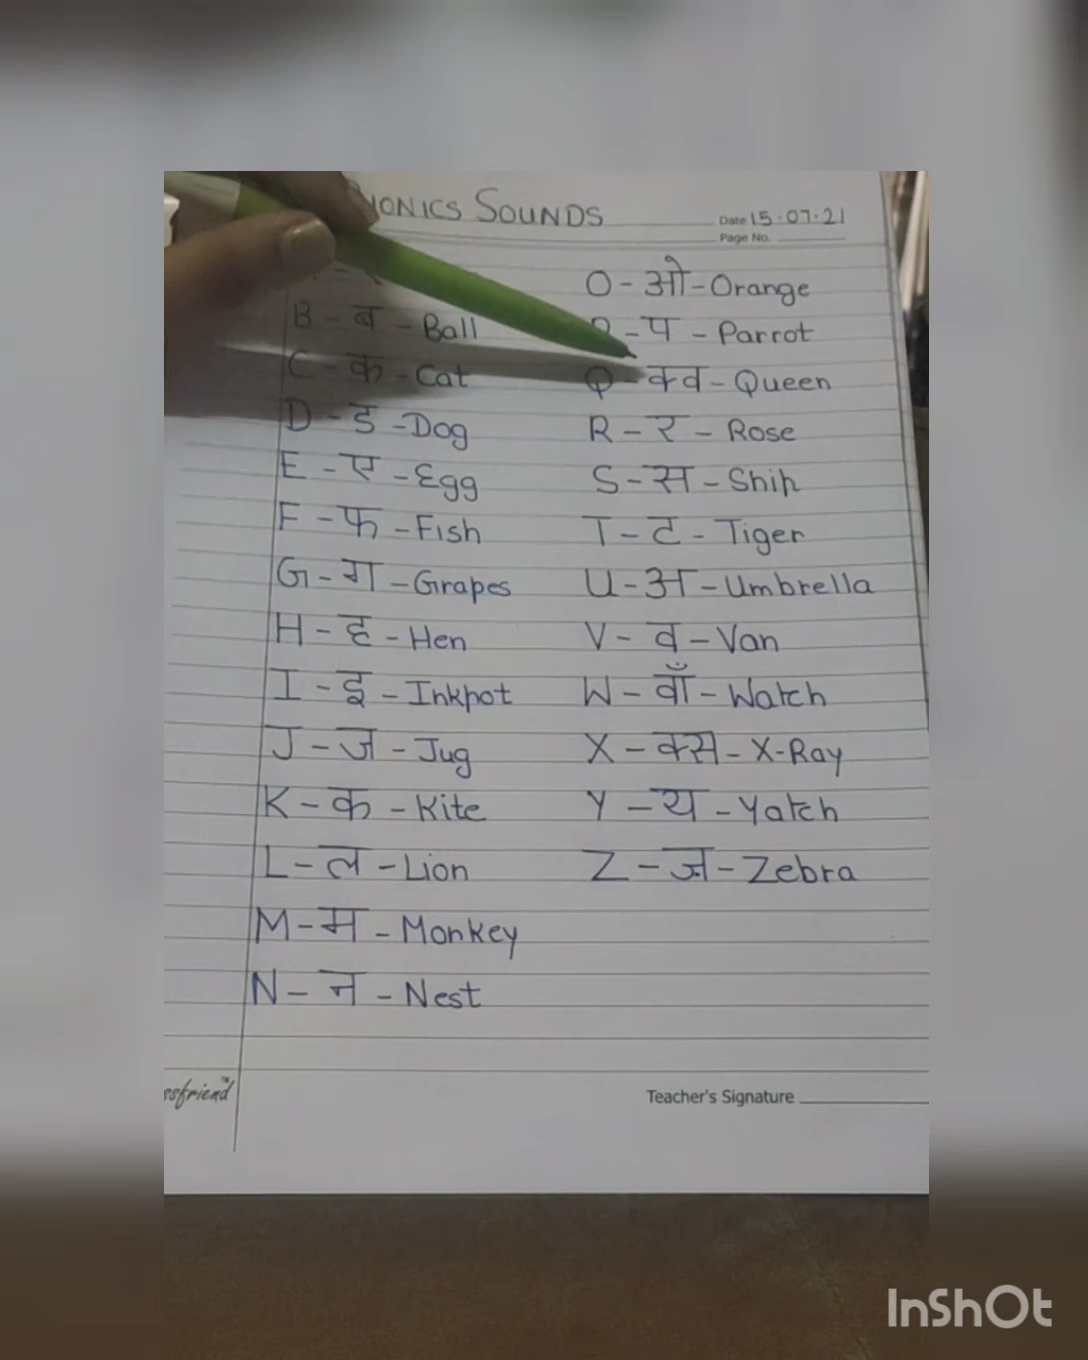 SOUNDS
Date 15.07.21
Page No.
B - ब - Ball
C - क - Cat
D - ड - Dog
E - ए - Egg
F - फ - Fish
G - ग - Grapes
H - ह - Hen
I - इ - Inkpot
J - ज - Jug
K - क - Kite
L - ल - Lion
M - म - Monkey
N - न - Nest
O - ओ - Orange
P - प - Parrot
Q - क्व - Queen
R - र - Rose
S - स - Ship
T - ट - Tiger
U - अ - Umbrella
V - व - Van
W - वॉ - Watch
X - क्स - X-Ray
Y - य - Yatch
Z - ज़ - Zebra
Teacher's Signature
InShOt